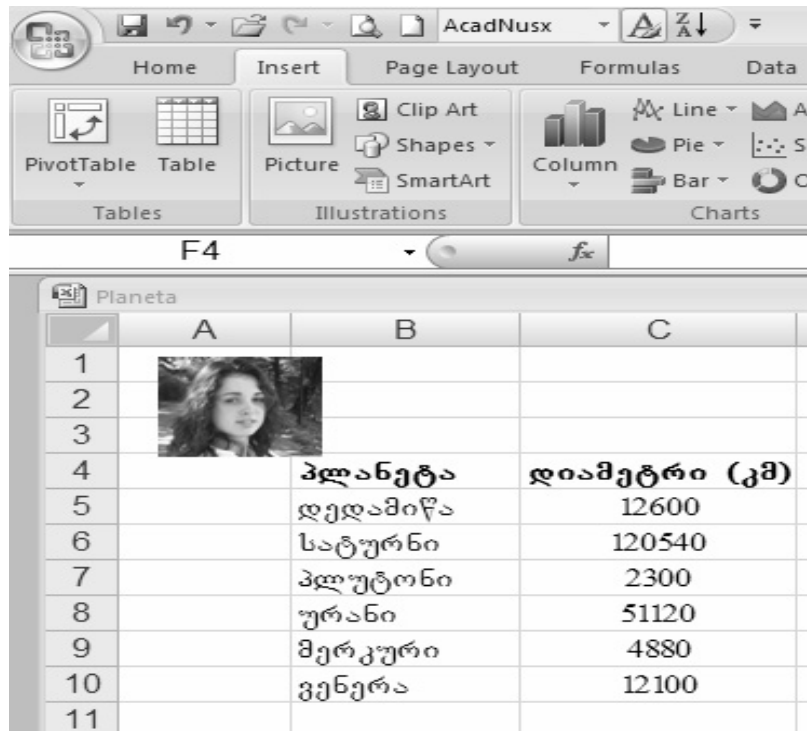 AcadNusx
Home Insert Page Layout Formulas Data
PivotTable Table Picture Clip Art Shapes SmartArt Column Line Pie Bar A S C
Tables Illustrations Charts
F4 fx
Planeta
A B C
1
2
3
4 პლანეტა დიამეტრი (კმ)
5 დედამიწა 12600
6 სატურნი 120540
7 პლუტონი 2300
8 ურანი 51120
9 მერკური 4880
10 ვენერა 12100
11